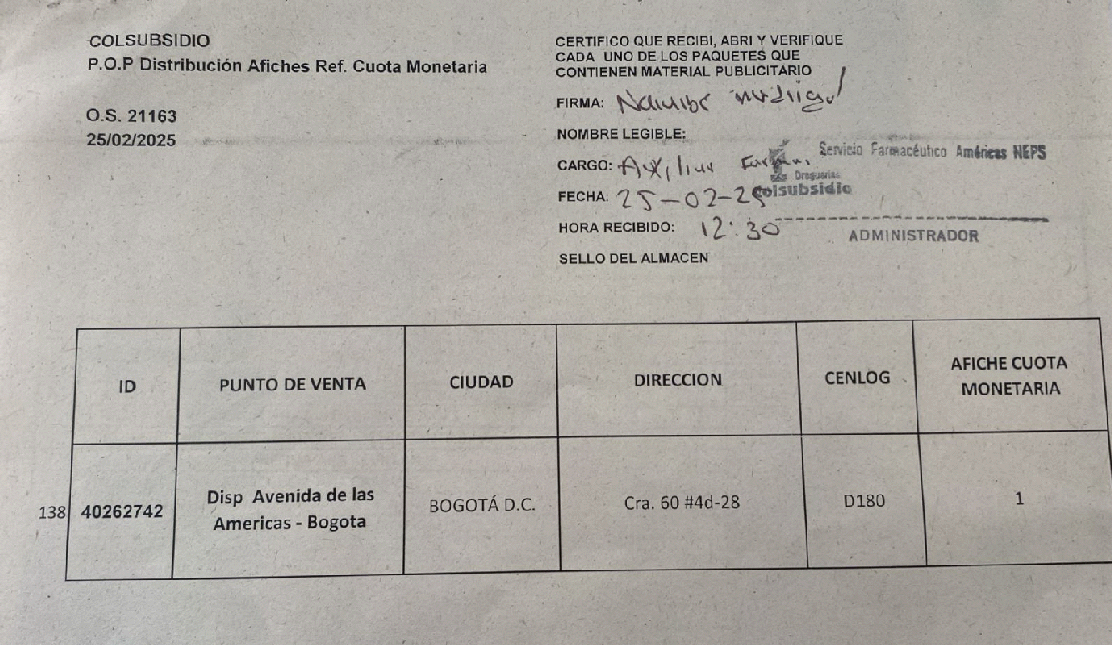 COLSUBSIDIO
P.O.P Distribución Afiches Ref. Cuota Monetaria
O.S. 21163
25/02/2025
CERTIFICO QUE RECIBI, ABRI Y VERIFIQUE
CADA UNO DE LOS PAQUETES QUE
CONTIENEN MATERIAL PUBLICITARIO
FIRMA:
NOMBRE LEGIBLE:
CARGO: Auxiliar
FECHA: 25-02-25
HORA RECIBIDO: 12:30
SELLO DEL ALMACEN
Servicio Farmacéutico Américas NEPS
Droguerías
Colsubsidio
ADMINISTRADOR
ID PUNTO DE VENTA CIUDAD DIRECCION CENLOG AFICHE CUOTA MONETARIA
138 40262742 Disp Avenida de las Americas - Bogota BOGOTÁ D.C. Cra. 60 #4d-28 D180 1